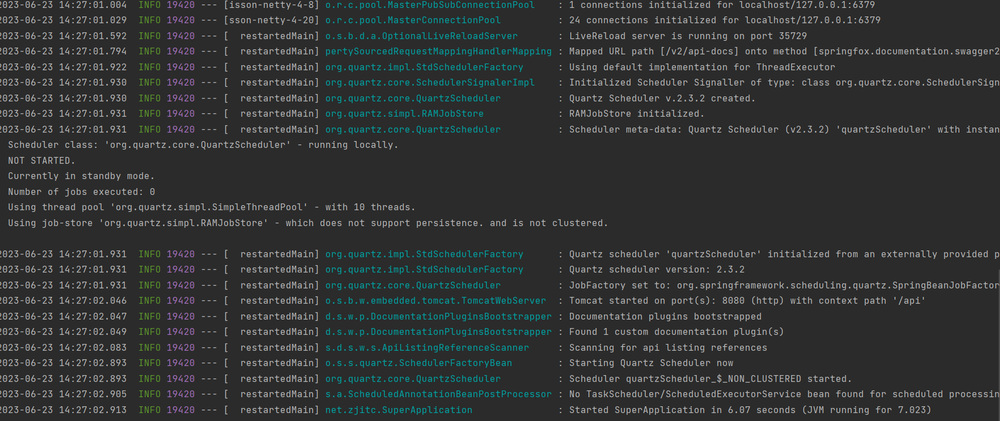 2023-06-23 14:27:01.004  INFO 19420 --- [isson-netty-4-8] o.r.c.pool.MasterPubSubConnectionPool    : 1 connections initialized for localhost/127.0.0.1:6379
2023-06-23 14:27:01.029  INFO 19420 --- [sson-netty-4-20] o.r.c.pool.MasterConnectionPool          : 24 connections initialized for localhost/127.0.0.1:6379
2023-06-23 14:27:01.592  INFO 19420 --- [  restartedMain] o.s.b.d.a.OptionalLiveReloadServer       : LiveReload server is running on port 35729
2023-06-23 14:27:01.794  INFO 19420 --- [  restartedMain] pertySourcedRequestMappingHandlerMapping : Mapped URL path [/v2/api-docs] onto method [springfox.documentation.swagger2
2023-06-23 14:27:01.922  INFO 19420 --- [  restartedMain] org.quartz.impl.StdSchedulerFactory      : Using default implementation for ThreadExecutor
2023-06-23 14:27:01.930  INFO 19420 --- [  restartedMain] org.quartz.core.SchedulerSignalerImpl    : Initialized Scheduler Signaller of type: class org.quartz.core.SchedulerSign
2023-06-23 14:27:01.930  INFO 19420 --- [  restartedMain] org.quartz.core.QuartzScheduler          : Quartz Scheduler v.2.3.2 created.
2023-06-23 14:27:01.931  INFO 19420 --- [  restartedMain] org.quartz.simpl.RAMJobStore             : RAMJobStore initialized.
2023-06-23 14:27:01.931  INFO 19420 --- [  restartedMain] org.quartz.core.QuartzScheduler          : Scheduler meta-data: Quartz Scheduler (v2.3.2) 'quartzScheduler' with instan
  Scheduler class: 'org.quartz.core.QuartzScheduler' - running locally.
  NOT STARTED.
  Currently in standby mode.
  Number of jobs executed: 0
  Using thread pool 'org.quartz.simpl.SimpleThreadPool' - with 10 threads.
  Using job-store 'org.quartz.simpl.RAMJobStore' - which does not support persistence. and is not clustered.
2023-06-23 14:27:01.931  INFO 19420 --- [  restartedMain] org.quartz.impl.StdSchedulerFactory      : Quartz scheduler 'quartzScheduler' initialized from an externally provided p
2023-06-23 14:27:01.931  INFO 19420 --- [  restartedMain] org.quartz.impl.StdSchedulerFactory      : Quartz scheduler version: 2.3.2
2023-06-23 14:27:01.931  INFO 19420 --- [  restartedMain] org.quartz.core.QuartzScheduler          : JobFactory set to: org.springframework.scheduling.quartz.SpringBeanJobFactor
2023-06-23 14:27:02.046  INFO 19420 --- [  restartedMain] o.s.b.w.embedded.tomcat.TomcatWebServer  : Tomcat started on port(s): 8080 (http) with context path '/api'
2023-06-23 14:27:02.047  INFO 19420 --- [  restartedMain] d.s.w.p.DocumentationPluginsBootstrapper : Documentation plugins bootstrapped
2023-06-23 14:27:02.049  INFO 19420 --- [  restartedMain] d.s.w.p.DocumentationPluginsBootstrapper : Found 1 custom documentation plugin(s)
2023-06-23 14:27:02.083  INFO 19420 --- [  restartedMain] s.d.s.w.s.ApiListingReferenceScanner     : Scanning for api listing references
2023-06-23 14:27:02.893  INFO 19420 --- [  restartedMain] o.s.s.quartz.SchedulerFactoryBean        : Starting Quartz Scheduler now
2023-06-23 14:27:02.893  INFO 19420 --- [  restartedMain] org.quartz.core.QuartzScheduler          : Scheduler quartzScheduler_$_NON_CLUSTERED started.
2023-06-23 14:27:02.905  INFO 19420 --- [  restartedMain] s.a.ScheduledAnnotationBeanPostProcessor : No TaskScheduler/ScheduledExecutorService bean found for scheduled processin
2023-06-23 14:27:02.913  INFO 19420 --- [  restartedMain] net.zjitc.SuperApplication               : Started SuperApplication in 6.07 seconds (JVM running for 7.023)